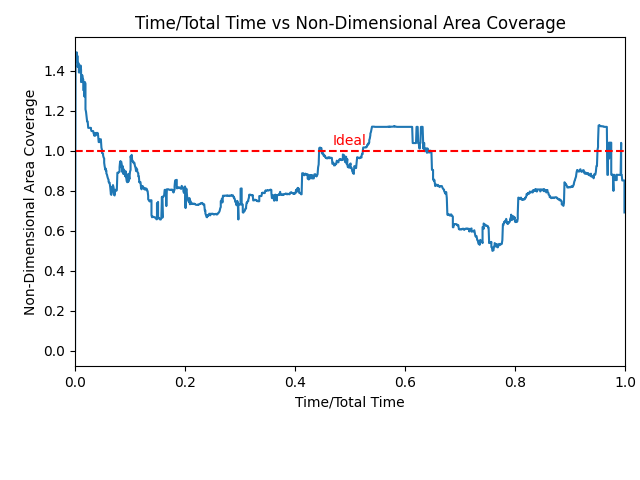 Time/Total Time vs Non-Dimensional Area Coverage
Non-Dimensional Area Coverage
1.4
1.2
1.0
0.8
0.6
0.4
0.2
0.0
Ideal
0.0 0.2 0.4 0.6 0.8 1.0
Time/Total Time